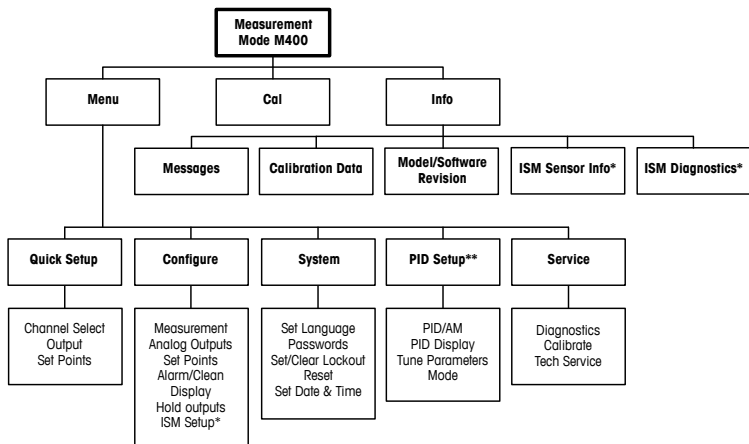 Measurement
Mode M400
Menu
Cal
Info
Messages
Calibration Data
Model/Software
Revision
ISM Sensor Info*
ISM Diagnostics*
Quick Setup
Configure
System
PID Setup**
Service
Channel Select
Output
Set Points
Measurement
Analog Outputs
Set Points
Alarm/Clean
Display
Hold outputs
ISM Setup*
Set Language
Passwords
Set/Clear Lockout
Reset
Set Date & Time
PID/AM
PID Display
Tune Parameters
Mode
Diagnostics
Calibrate
Tech Service